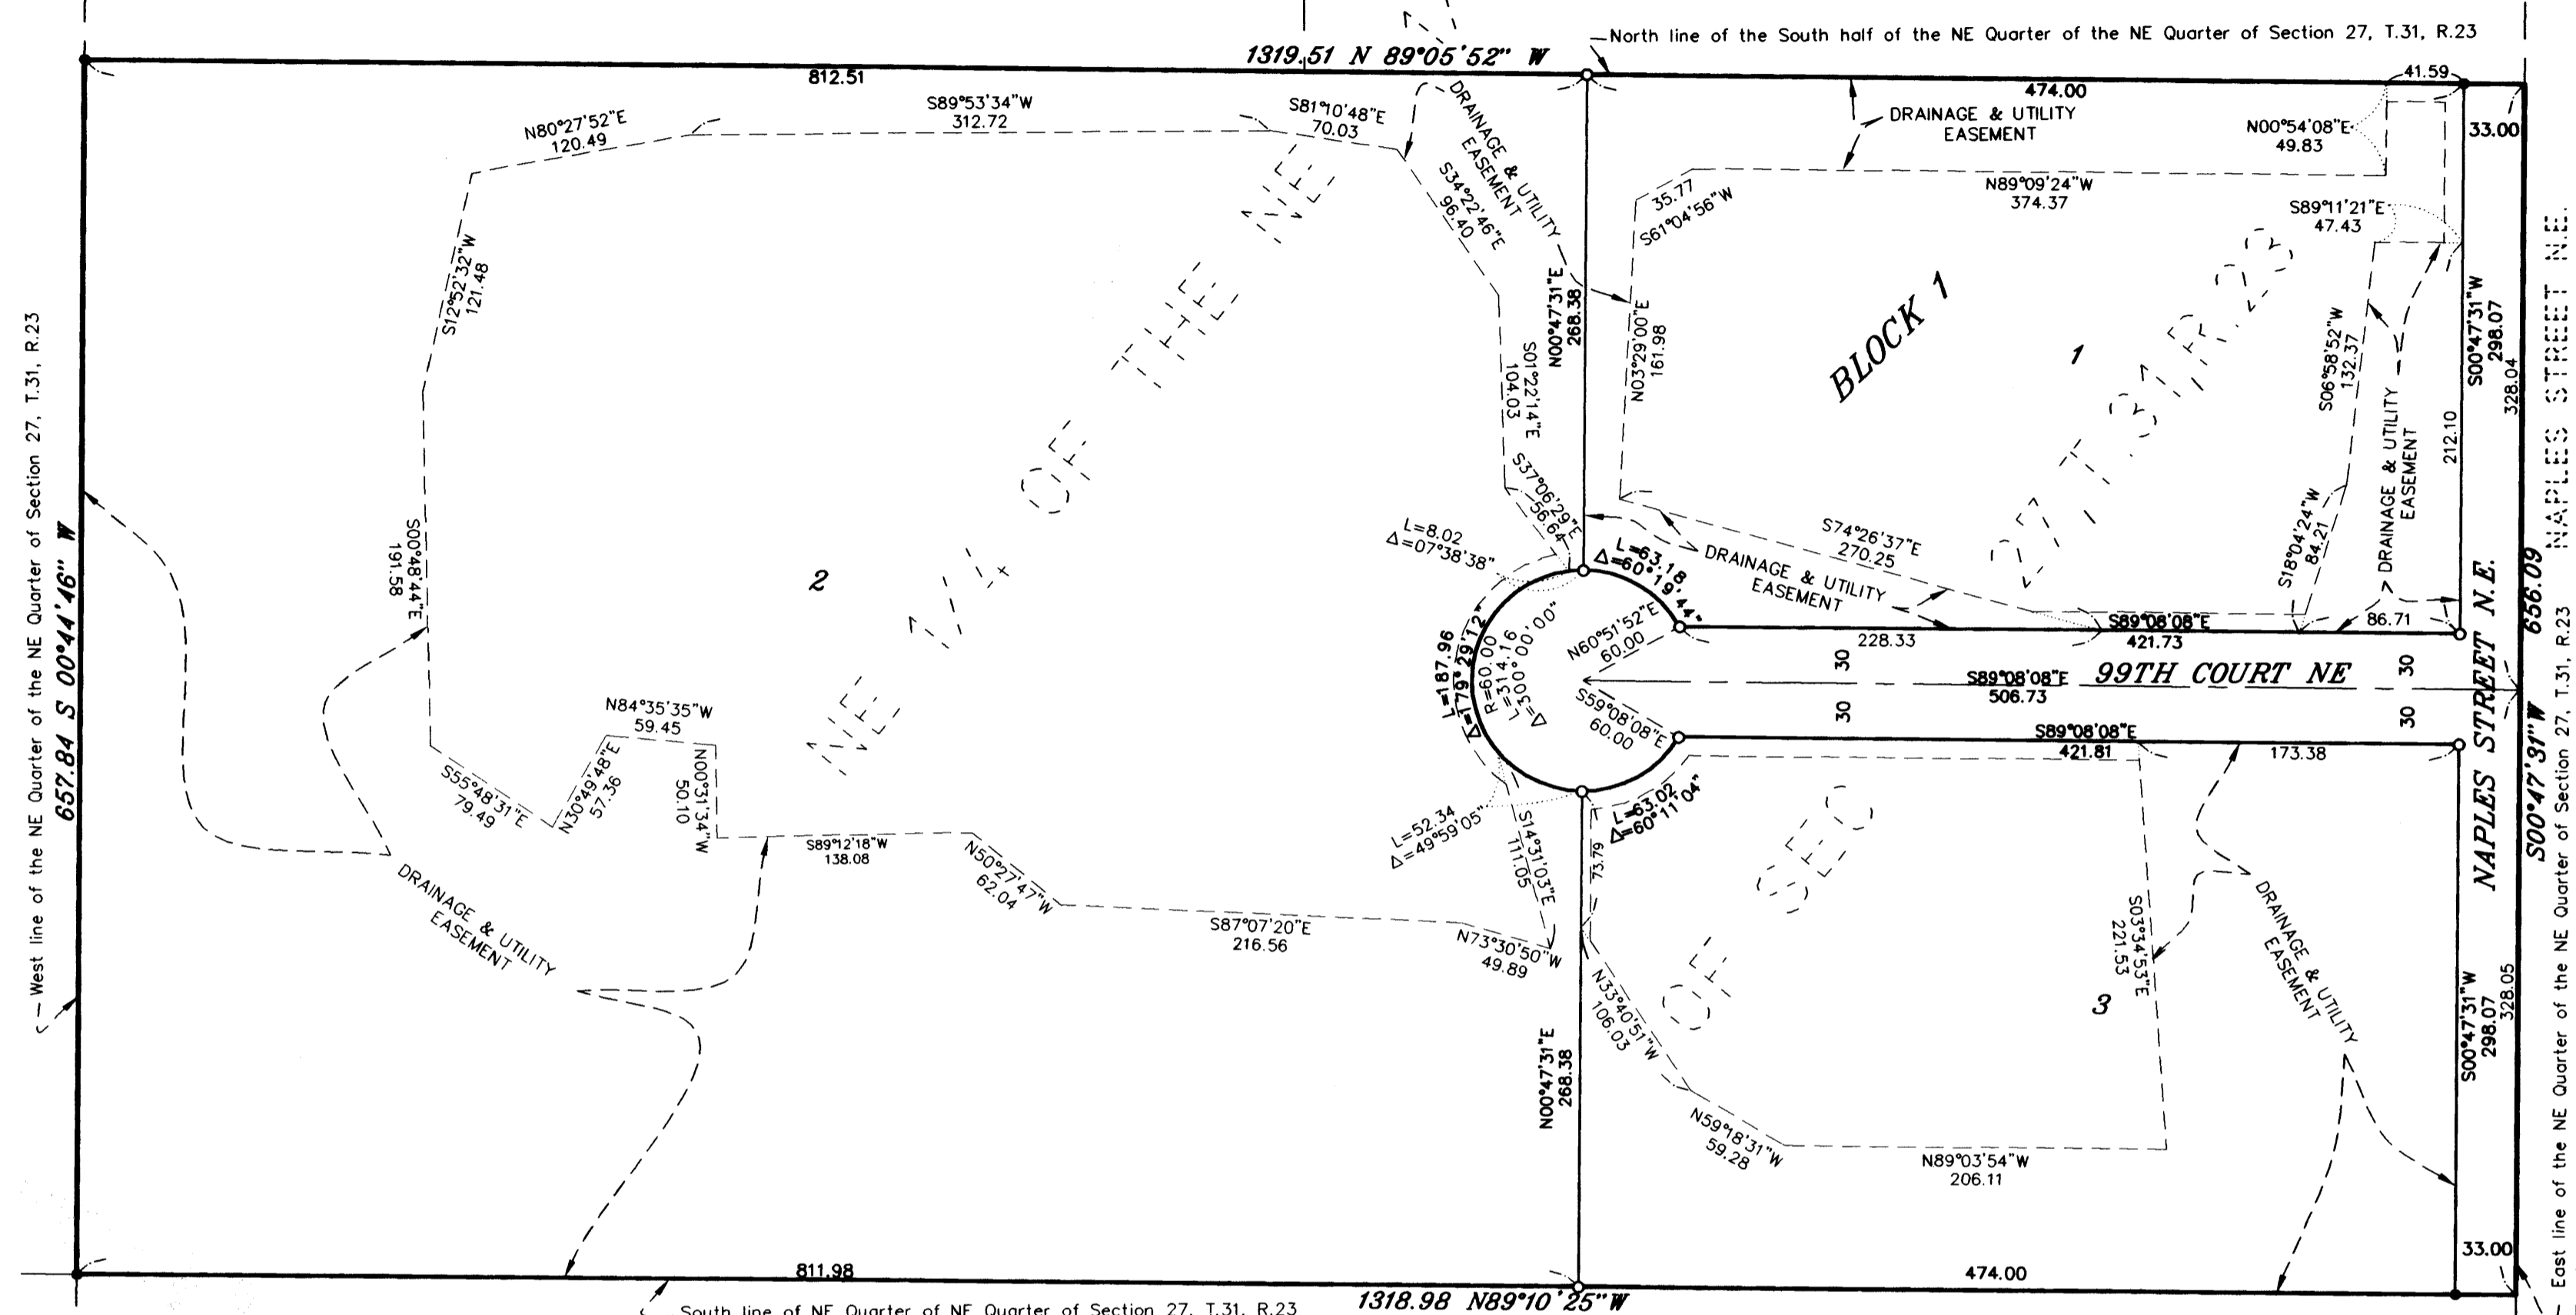 North line of the South half of the NE Quarter of the NE Quarter of Section 27, T.31, R.23
1319.51 N 89°05'52" W
812.51
474.00
41.59
33.00
N80°27'52"E
120.49
S89°53'34"W
312.72
S81°10'48"E
70.03
DRAINAGE & UTILITY
EASEMENT
S34°22'46"E
96.40
DRAINAGE & UTILITY
EASEMENT
N00°54'08"E
49.83
35.77
S61°04'56"W
N89°09'24"W
374.37
S89°11'21"E
47.43
S12°52'32"W
121.48
N00°47'31"E
268.38
N03°29'00"E
161.98
BLOCK 1
1
S06°58'52"W
132.37
S00°47'31"W
298.07
328.04
212.10
NAPLES STREET N.E.
West line of the NE Quarter of the NE Quarter of Section 27, T.31, R.23
657.84 S 00°44'46" W
S01°22'14"E
104.03
S37°06'29"E
56.64
NE 1/4 OF THE NE
27, T.31, R.23
OF SEC
DRAINAGE & UTILITY
EASEMENT
S18°04'24"W
84.21
S00°48'44"E
191.58
2
L=8.02
Δ=07°38'38"
L=63.18
Δ=60°19'44"
DRAINAGE & UTILITY
EASEMENT
S74°26'37"E
270.25
S89°08'08"E
421.73
228.33
86.71
L=187.96
Δ=179°29'12"
R=60.00
L=314.16
Δ=300°00'00"
N60°51'52"E
60.00
S59°08'08"E
60.00
30
30
S89°08'08"E
506.73
99TH COURT NE
30
30
S89°08'08"E
421.81
173.38
NAPLES STREET N.E.
S00°47'31"W 656.09
East line of the NE Quarter of the NE Quarter of Section 27, T.31, R.23
N84°35'35"W
59.45
S55°48'31"E
79.49
N30°49'48"E
57.36
N00°31'34"W
50.10
S89°12'18"W
138.08
N50°27'47"W
62.04
S87°07'20"E
216.56
N73°30'50"W
49.89
L=52.34
Δ=49°59'05"
S14°31'03"E
111.05
73.79
L=63.02
Δ=60°11'04"
DRAINAGE & UTILITY
EASEMENT
N33°40'51"W
106.03
S03°34'53"E
221.53
3
DRAINAGE & UTILITY
EASEMENT
S00°47'31"W
298.07
328.05
N00°47'31"E
268.38
N59°18'31"W
59.28
N89°03'54"W
206.11
33.00
811.98
474.00
South line of NE Quarter of NE Quarter of Section 27, T.31, R.23
1318.98 N89°10'25"W